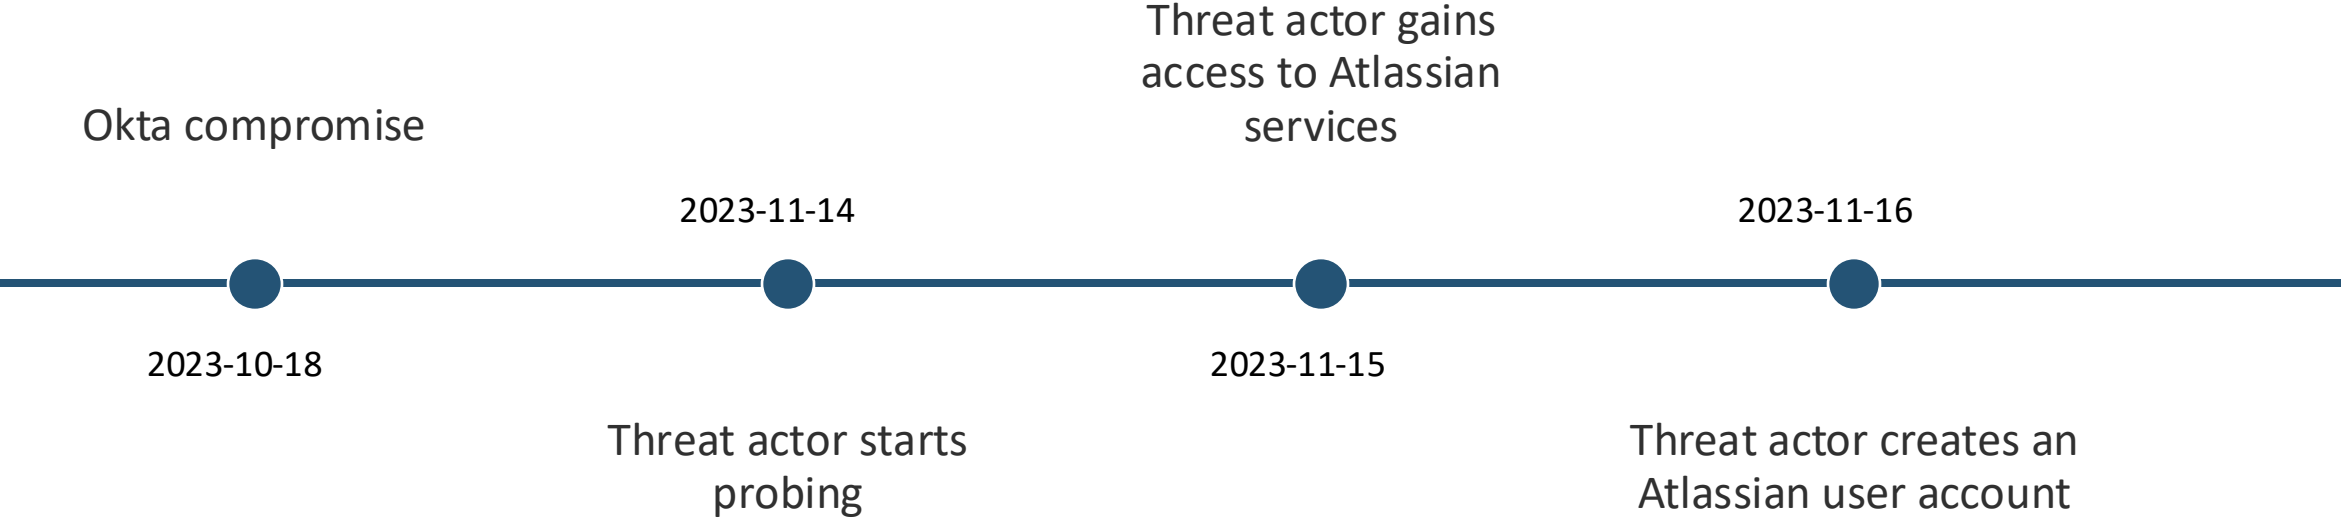 Okta compromise
2023-10-18
2023-11-14
Threat actor starts
probing
Threat actor gains
access to Atlassian
services
2023-11-15
2023-11-16
Threat actor creates an
Atlassian user account